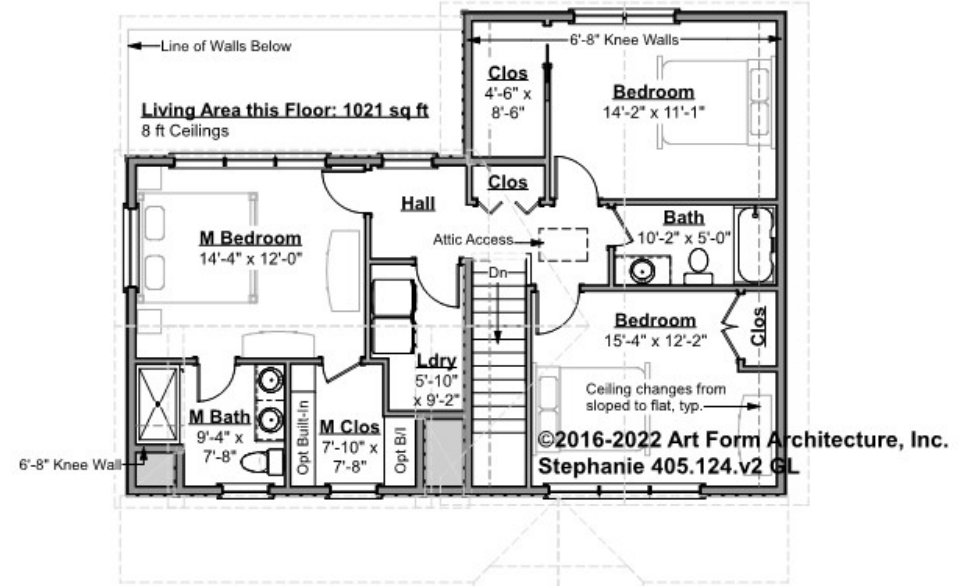 Line of Walls Below
6'-8" Knee Walls
Clos
4'-6" x
8'-6"
Bedroom
14'-2" x 11'-1"
Living Area this Floor: 1021 sq ft
8 ft Ceilings
Clos
Hall
Bath
10'-2" x 5'-0"
M Bedroom
14'-4" x 12'-0"
Attic Access
Dn
Bedroom
15'-4" x 12'-2"
Clos
Ldry
5'-10"
x 9'-2"
Ceiling changes from
sloped to flat, typ.
M Bath
9'-4" x
7'-8"
Opt Built-In
M Clos
7'-10" x
7'-8"
Opt B/I
6'-8" Knee Wall
©2016-2022 Art Form Architecture, Inc.
Stephanie 405.124.v2 GL